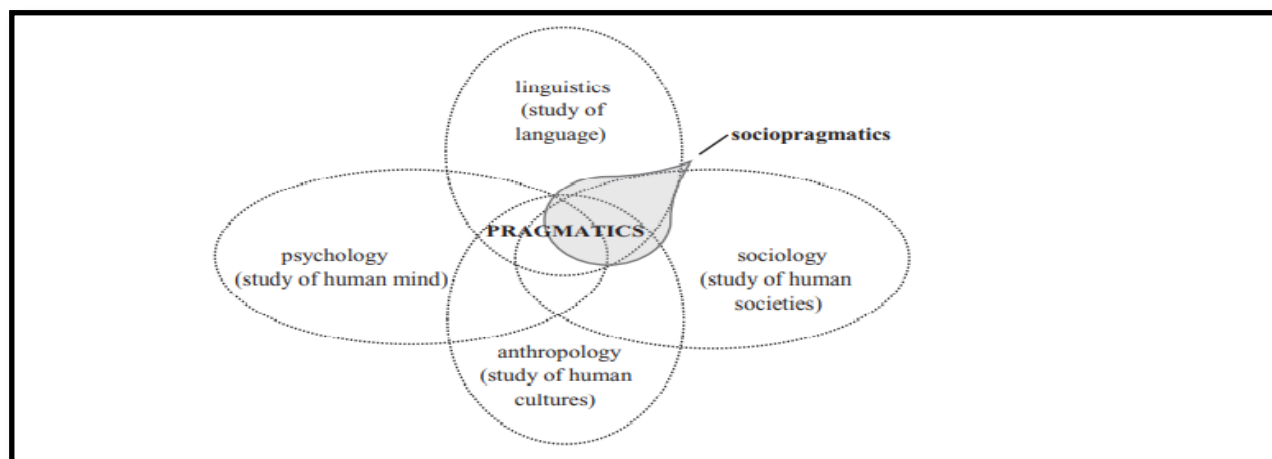 linguistics
(study of
language)
sociopragmatics
PRAGMATICS
psychology
(study of human mind)
sociology
(study of human
societies)
anthropology
(study of human
cultures)